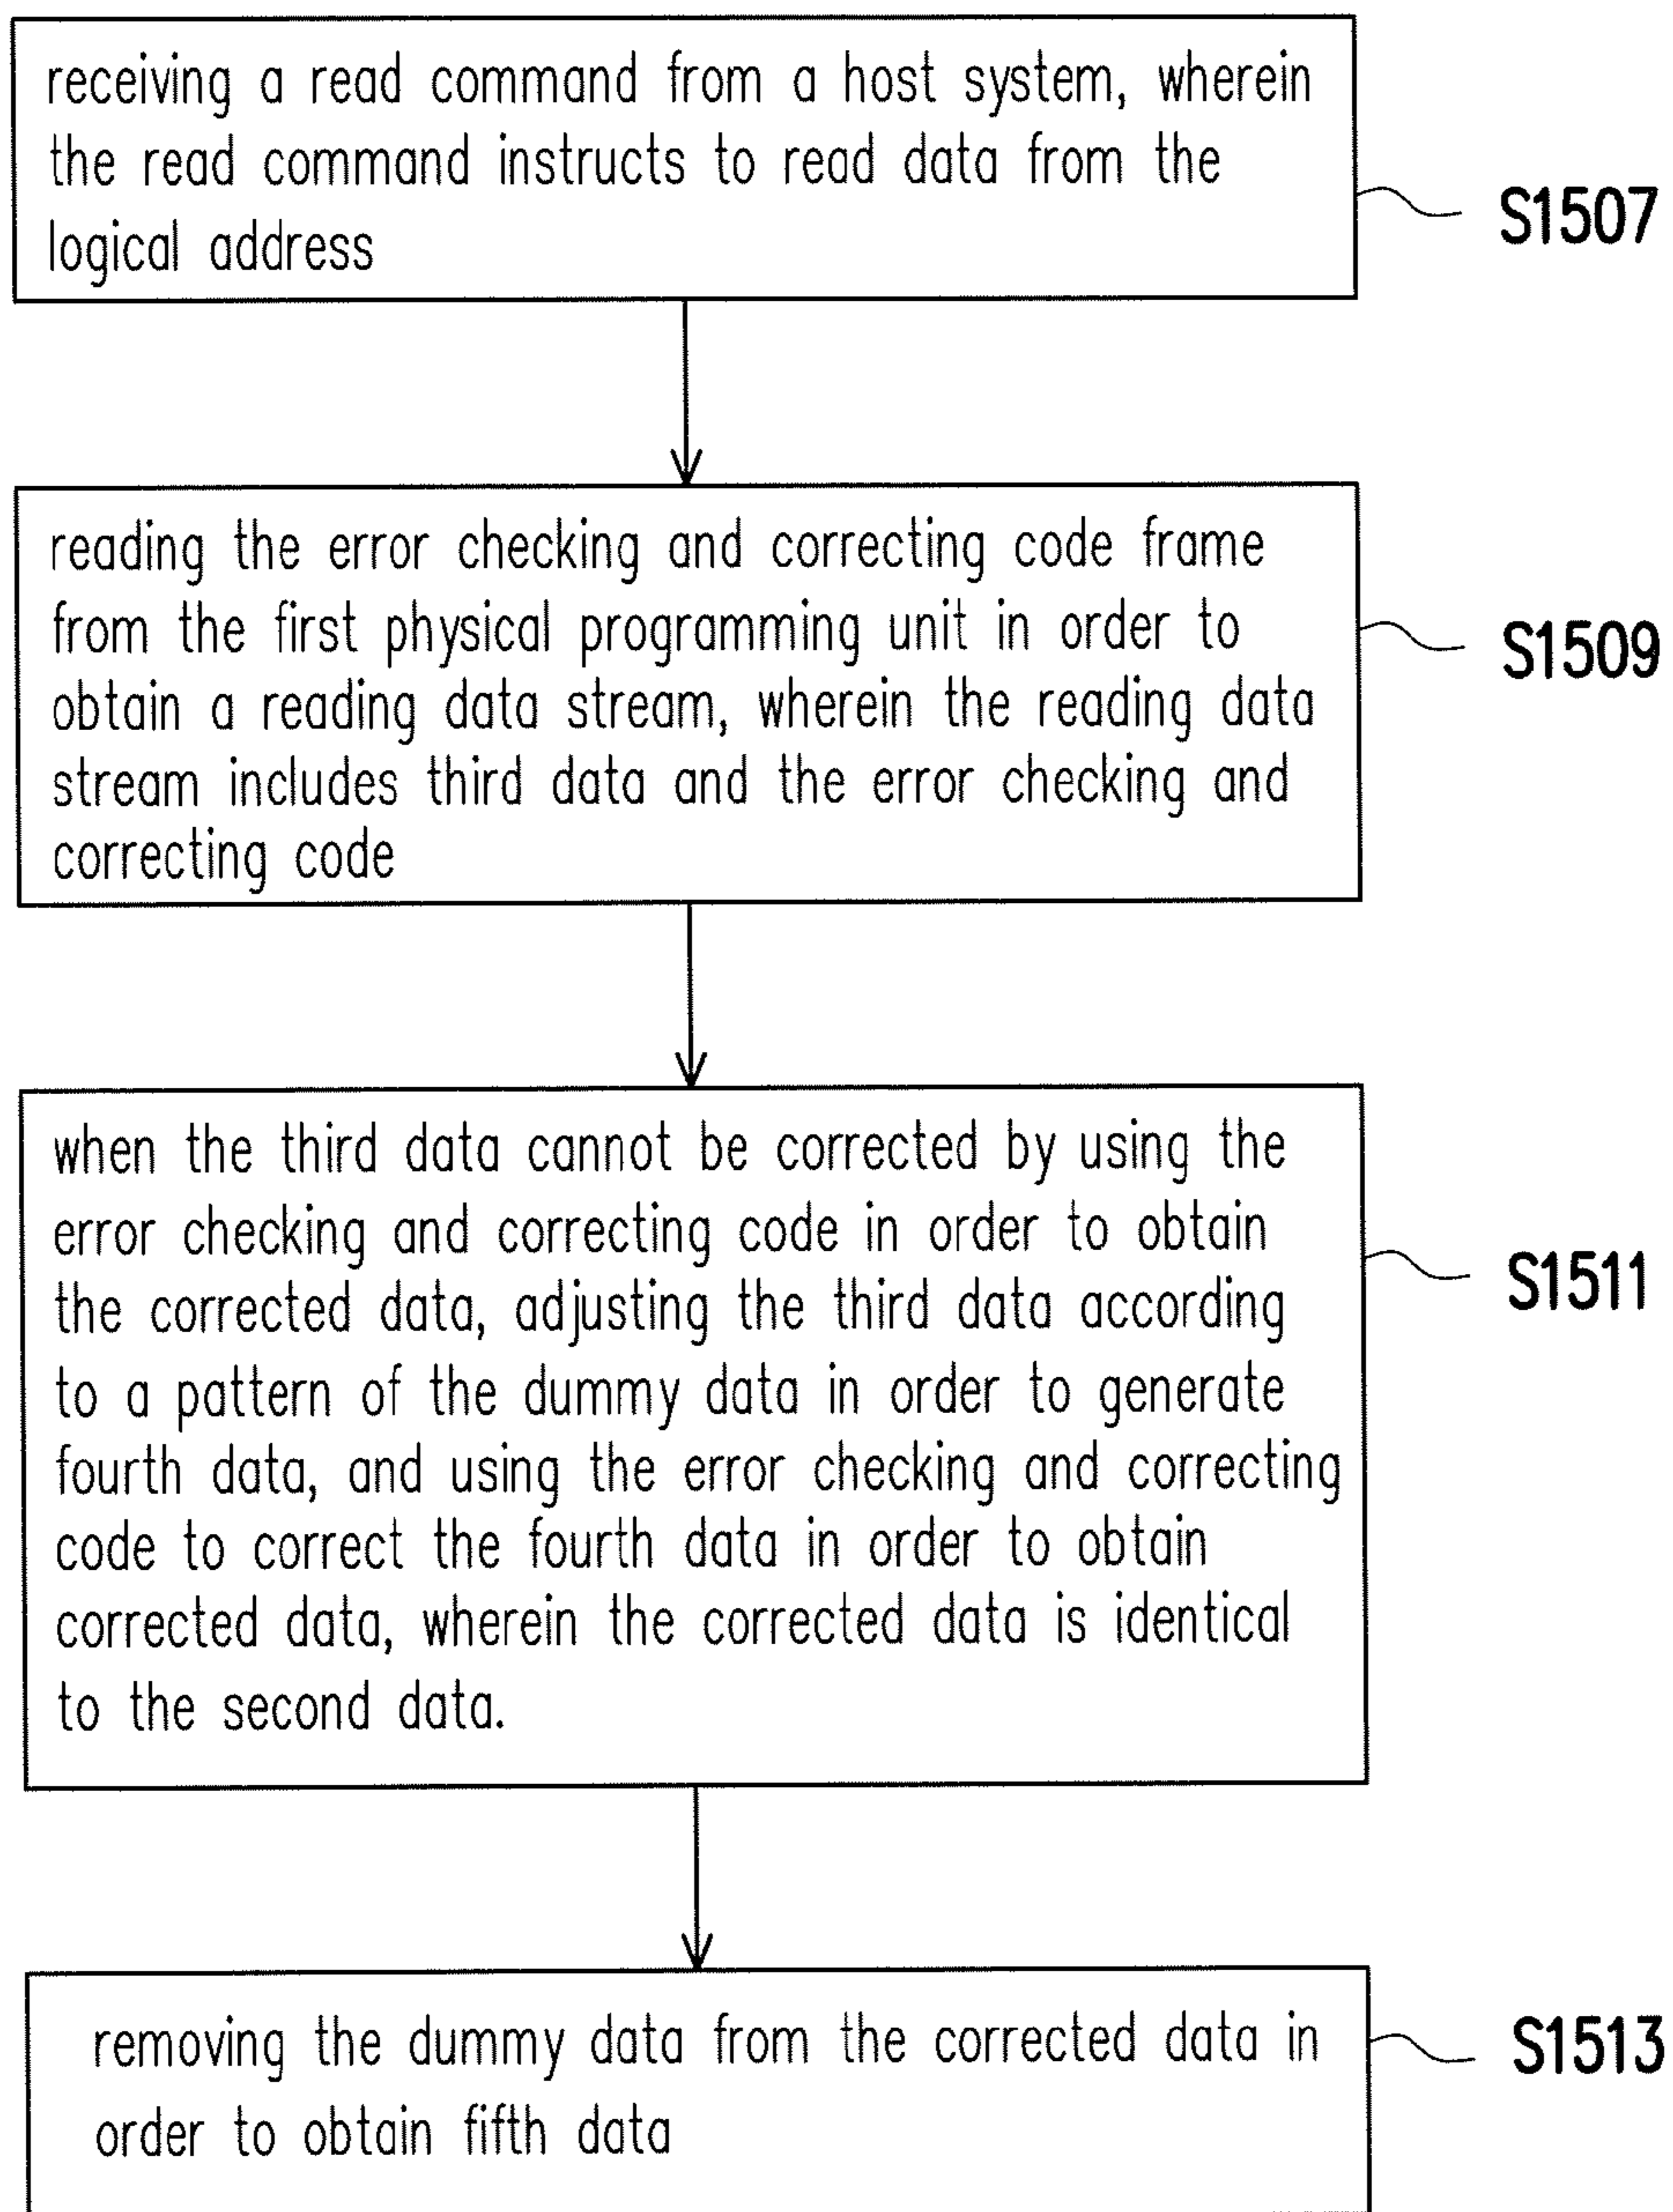 receiving a read command from a host system, wherein
the read command instructs to read data from the
logical address
S1507
reading the error checking and correcting code frame
from the first physical programming unit in order to
obtain a reading data stream, wherein the reading data
stream includes third data and the error checking and
correcting code
S1509
when the third data cannot be corrected by using the
error checking and correcting code in order to obtain
the corrected data, adjusting the third data according
to a pattern of the dummy data in order to generate
fourth data, and using the error checking and correcting
code to correct the fourth data in order to obtain
corrected data, wherein the corrected data is identical
to the second data.
S1511
removing the dummy data from the corrected data in
order to obtain fifth data
S1513